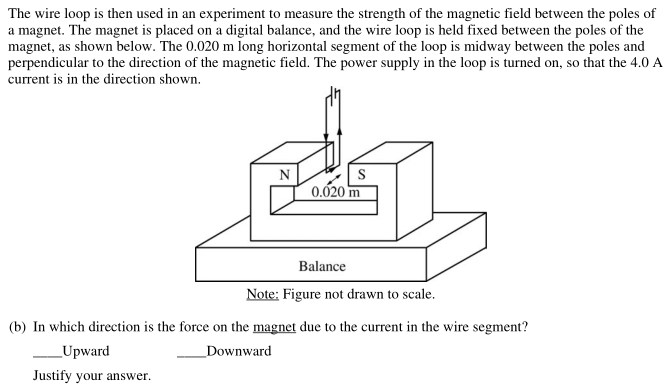 The wire loop is then used in an experiment to measure the strength of the magnetic field between the poles of
a magnet. The magnet is placed on a digital balance, and the wire loop is held fixed between the poles of the
magnet, as shown below. The 0.020 m long horizontal segment of the loop is midway between the poles and
perpendicular to the direction of the magnetic field. The power supply in the loop is turned on, so that the 4.0 A
current is in the direction shown.
N S
0.020 m
Balance
Note: Figure not drawn to scale.
(b) In which direction is the force on the magnet due to the current in the wire segment?
____Upward ____Downward
Justify your answer.